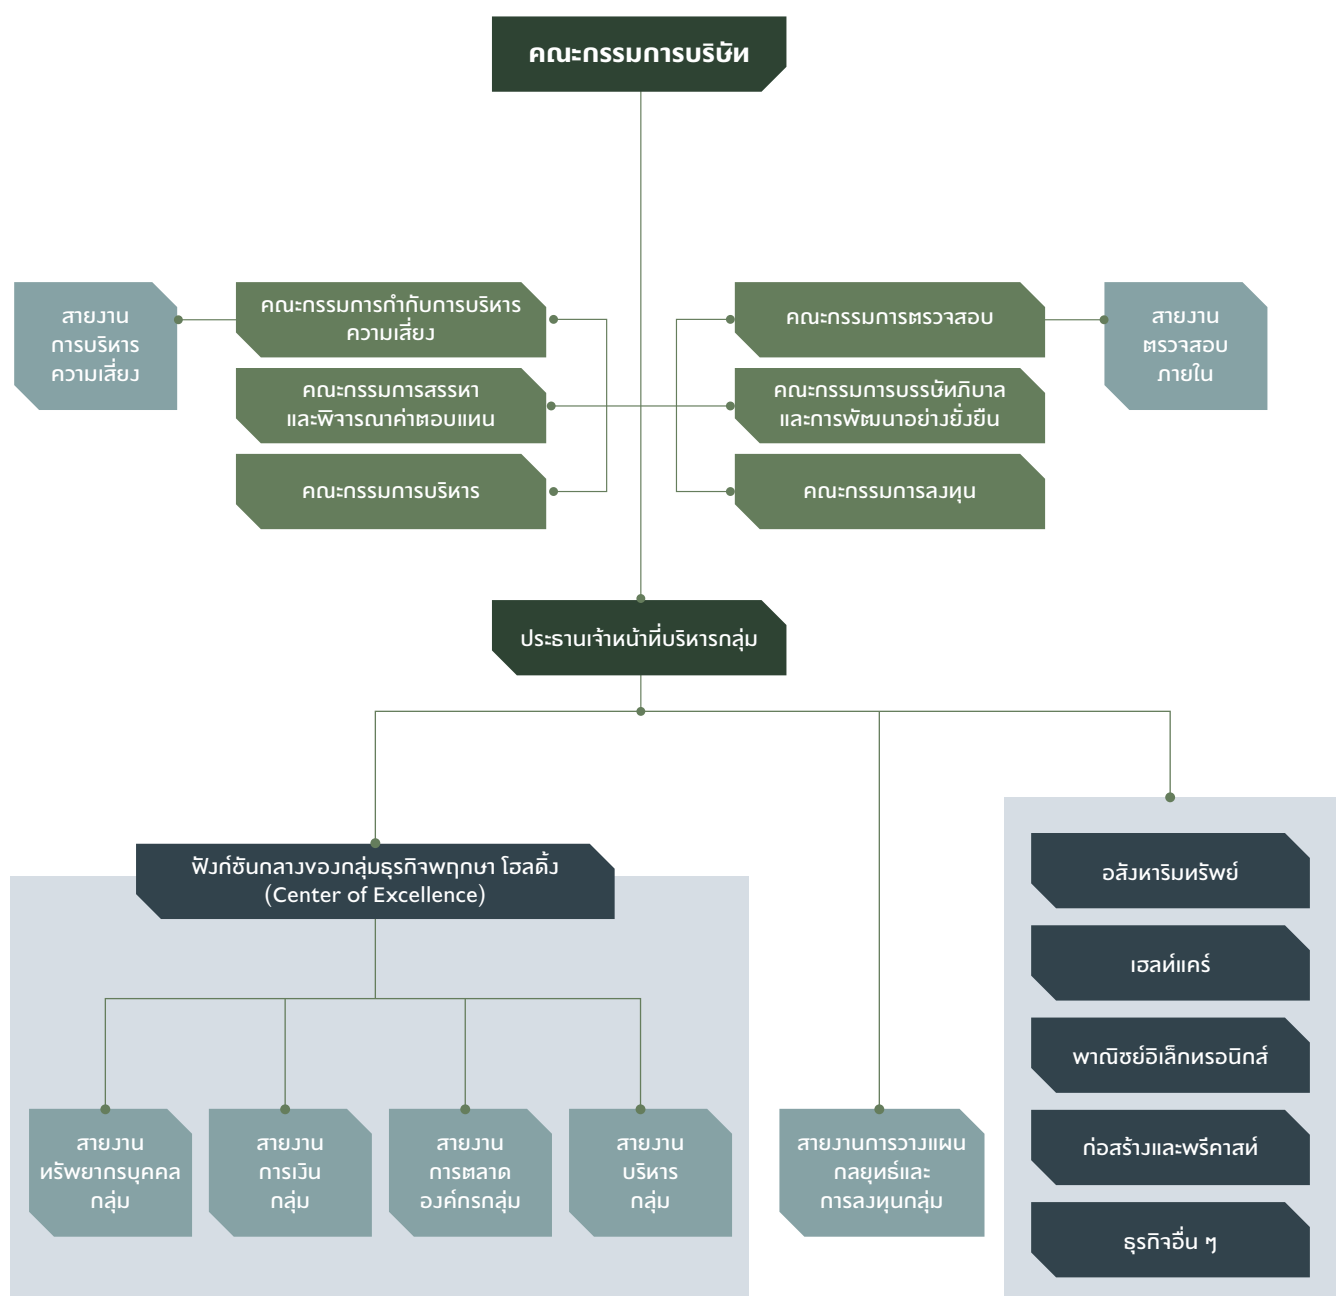 คณะกรรมการบริษัท
สายงาน
การบริหาร
ความเสี่ยง
คณะกรรมการกำกับการบริหาร
ความเสี่ยง
คณะกรรมการตรวจสอบ
สายงาน
ตรวจสอบ
ภายใน
คณะกรรมการสรรหา
และพิจารณาค่าตอบแทน
คณะกรรมการบรรษัทภิบาล
และการพัฒนาอย่างยั่งยืน
คณะกรรมการบริหาร
คณะกรรมการลงทุน
ประธานเจ้าหน้าที่บริหารกลุ่ม
ฟังก์ชันกลางของกลุ่มธุรกิจพฤกษา โฮลดิ้ง
(Center of Excellence)
สายงาน
ทรัพยากรบุคคล
กลุ่ม
สายงาน
การเงิน
กลุ่ม
สายงาน
การตลาด
องค์กรกลุ่ม
สายงาน
บริหาร
กลุ่ม
สายงานการวางแผน
กลยุทธ์และ
การลงทุนกลุ่ม
อสังหาริมทรัพย์
เฮลท์แคร์
พาณิชย์อิเล็กทรอนิกส์
ก่อสร้างและพรีคาสท์
ธุรกิจอื่น ๆ